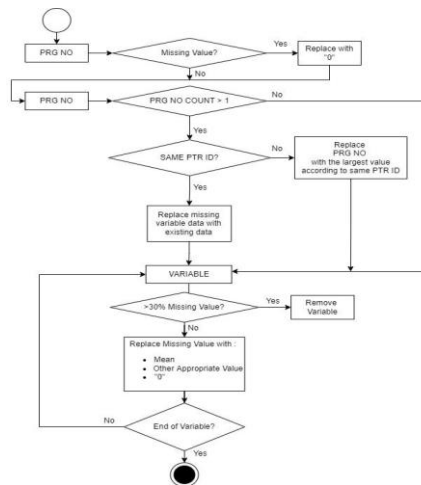 PRG NO
Missing Value?
Yes
Replace with
"0"
No
PRG NO
PRG NO COUNT > 1
No
Yes
SAME PTR ID?
No
Replace
PRG NO
with the largest value
according to same PTR ID
Yes
Replace missing
variable data with
existing data
VARIABLE
>30% Missing Value?
Yes
Remove
Variable
No
Replace Missing Value with :
• Mean
• Other Appropriate Value
• "0"
No
End of Variable?
Yes